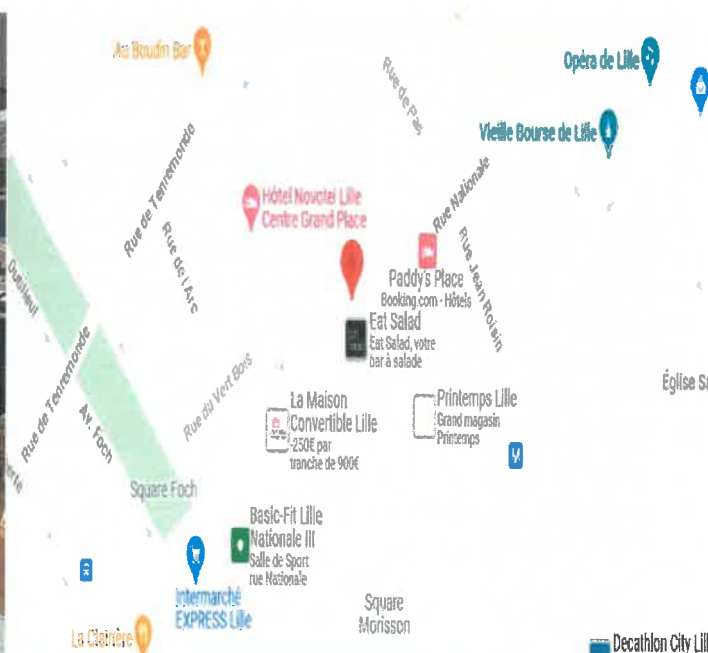 Au Boudin Bar
Opéra de Lille
Rue de Pas
Vieille Bourse de Lille
Rue de Tenremonde
Rue Nationale
Hôtel Novotel Lille
Centre Grand Place
Rue de l'Arc
Rue Jean Roisin
Paddy's Place
Booking.com - Hôtels
Eat Salad
Eat Salad, votre
bar à salade
Rue de Tenremonde
Av. Foch
Rue du Vert Bois
Église Sa
La Maison
Convertible Lille
-250€ par
tranche de 900€
Printemps Lille
Grand magasin
Printemps
Square Foch
Basic-Fit Lille
Nationale III
Salle de Sport
rue Nationale
Intermarché
EXPRESS Lille
Square
Morisson
La Clairière
Decathlon City Lill